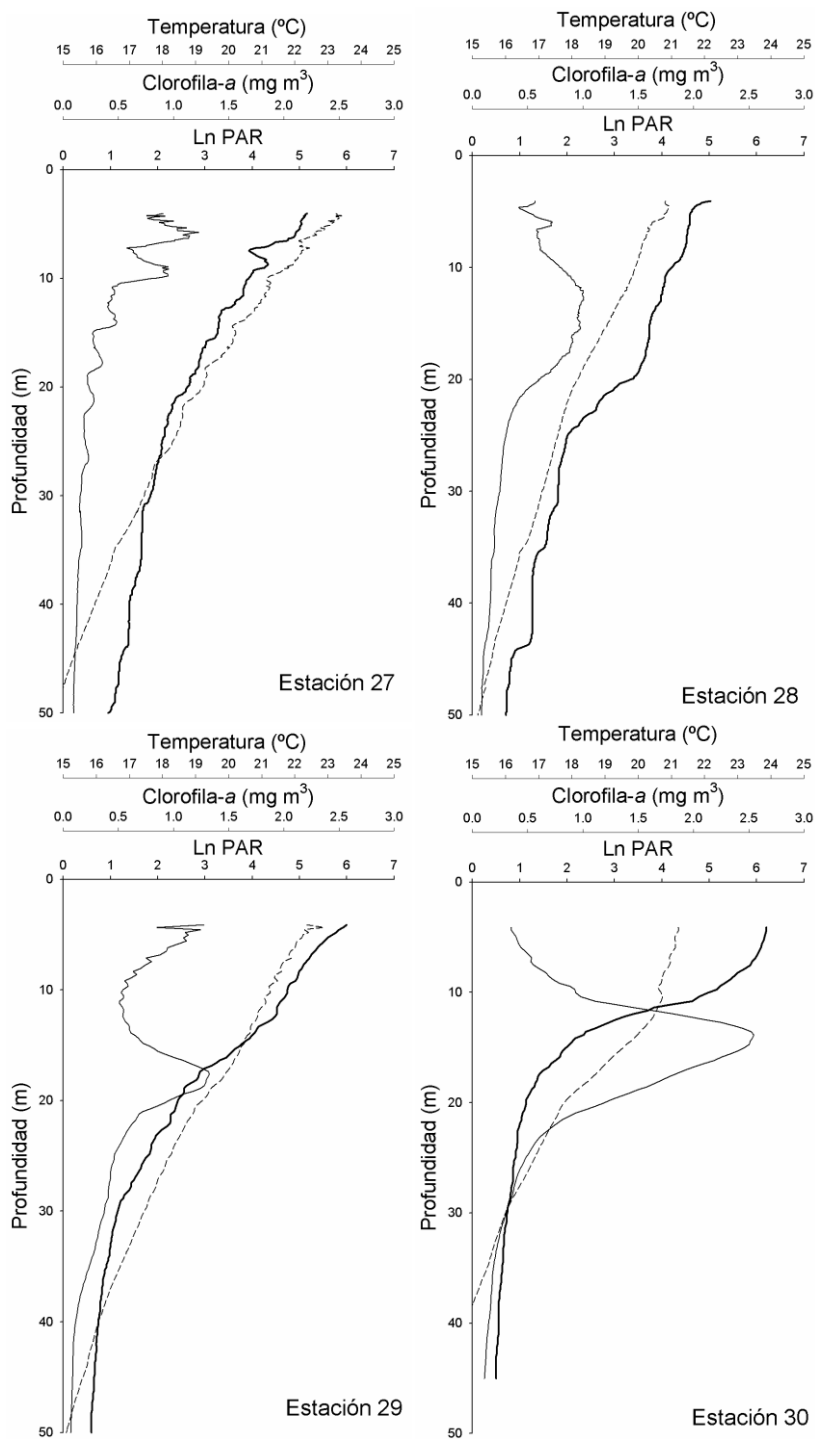 Temperatura (ºC)
15 16 17 18 19 20 21 22 23 24 25
Clorofila-a (mg m³)
0.0 0.5 1.0 1.5 2.0 2.5 3.0
Ln PAR
0 1 2 3 4 5 6 7
0
10
20
30
40
50
Profundidad (m)
Estación 27
Temperatura (ºC)
15 16 17 18 19 20 21 22 23 24 25
Clorofila-a (mg m³)
0.0 0.5 1.0 1.5 2.0 2.5 3.0
Ln PAR
0 1 2 3 4 5 6 7
0
10
20
30
40
50
Profundidad (m)
Estación 28
Temperatura (ºC)
15 16 17 18 19 20 21 22 23 24 25
Clorofila-a (mg m³)
0.0 0.5 1.0 1.5 2.0 2.5 3.0
Ln PAR
0 1 2 3 4 5 6 7
0
10
20
30
40
50
Profundidad (m)
Estación 29
Temperatura (ºC)
15 16 17 18 19 20 21 22 23 24 25
Clorofila-a (mg m³)
0.0 0.5 1.0 1.5 2.0 2.5 3.0
Ln PAR
0 1 2 3 4 5 6 7
0
10
20
30
40
50
Profundidad (m)
Estación 30